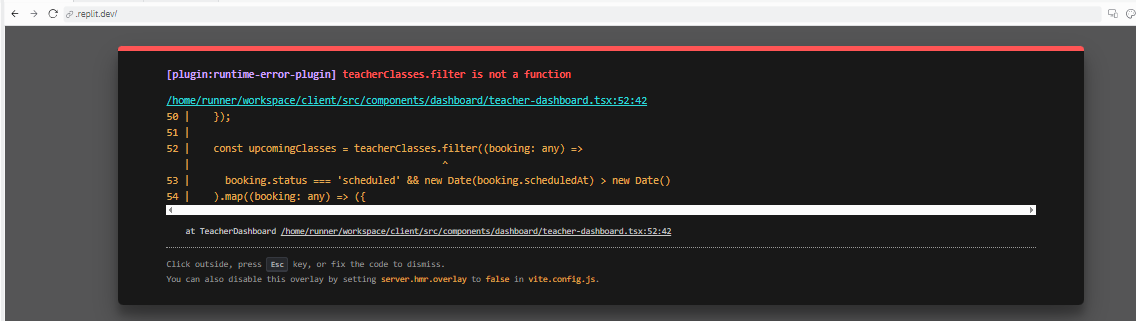 .replit.dev/
[plugin:runtime-error-plugin] teacherClasses.filter is not a function
/home/runner/workspace/client/src/components/dashboard/teacher-dashboard.tsx:52:42
50 |    });
51 |
52 |    const upcomingClasses = teacherClasses.filter((booking: any) =>
   |                                          ^
53 |      booking.status === 'scheduled' && new Date(booking.scheduledAt) > new Date()
54 |    ).map((booking: any) => ({
at TeacherDashboard /home/runner/workspace/client/src/components/dashboard/teacher-dashboard.tsx:52:42
Click outside, press Esc key, or fix the code to dismiss.
You can also disable this overlay by setting server.hmr.overlay to false in vite.config.js.